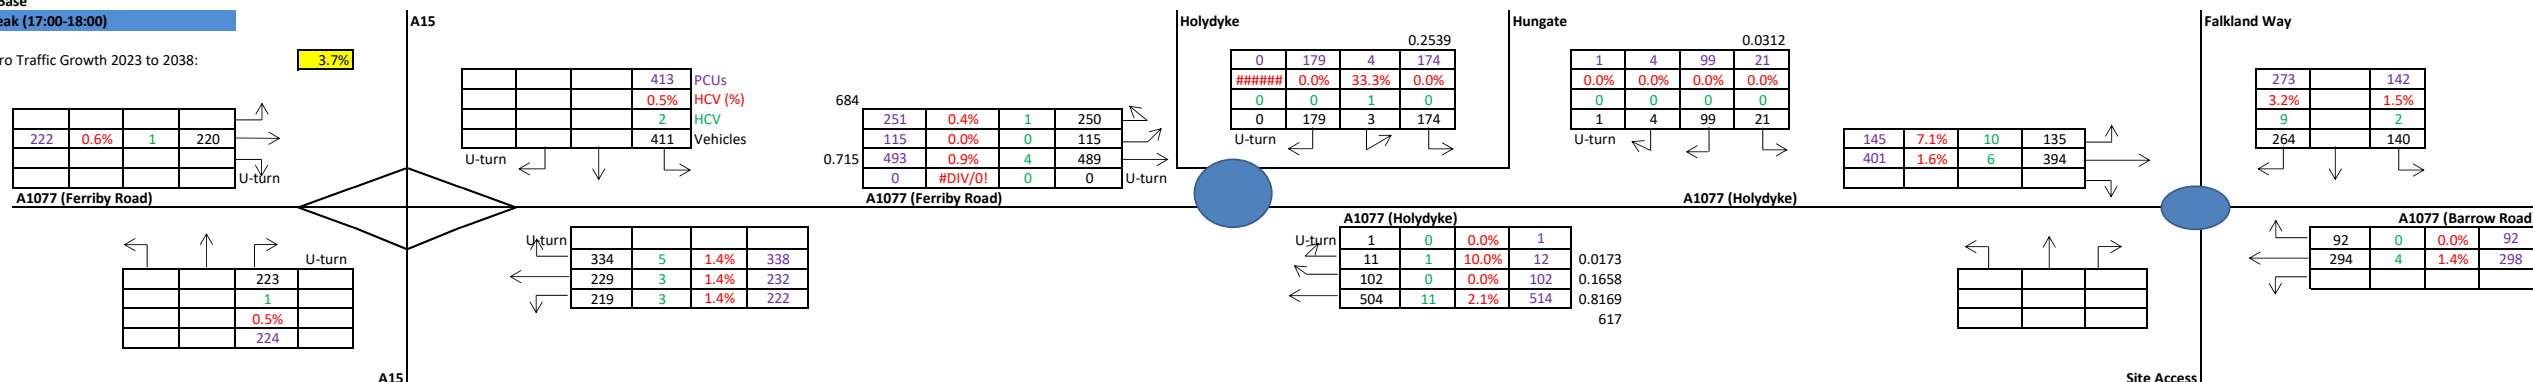 Base
eak (17:00-18:00)
ro Traffic Growth 2023 to 2038: 3.7%
222 0.6% 1 220
U-turn
A1077 (Ferriby Road)
A15
413 PCUs
0.5% HCV (%)
2 HCV
411 Vehicles
U-turn
U-turn
223
1
0.5%
224
A15
U-turn
334 5 1.4% 338
229 3 1.4% 232
219 3 1.4% 222
684
251 0.4% 1 250
115 0.0% 0 115
0.715 493 0.9% 4 489
0 #DIV/0! 0 0 U-turn
A1077 (Ferriby Road)
Holydyke
0.2539
0 179 4 174
###### 0.0% 33.3% 0.0%
0 0 1 0
0 179 3 174
U-turn
Hungate
0.0312
1 4 99 21
0.0% 0.0% 0.0% 0.0%
0 0 0 0
1 4 99 21
U-turn
A1077 (Holydyke)
U-turn 1 0 0.0% 1
11 1 10.0% 12 0.0173
102 0 0.0% 102 0.1658
504 11 2.1% 514 0.8169
617
A1077 (Holydyke)
145 7.1% 10 135
401 1.6% 6 394
Falkland Way
273 142
3.2% 1.5%
9 2
264 140
A1077 (Barrow Road
92 0 0.0% 92
294 4 1.4% 298
Site Access